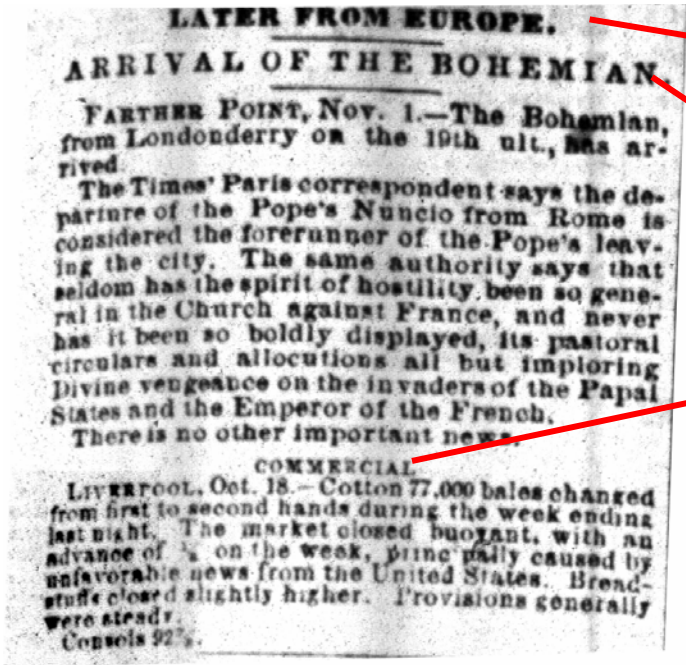 LATER FROM EUROPE.
ARRIVAL OF THE BOHEMIAN.
FARTHER POINT, Nov. 1.—The Bohemian,
from Londonderry on the 19th ult., has ar-
rived.
The Times' Paris correspondent says the de-
parture of the Pope's Nuncio from Rome is
considered the forerunner of the Pope's leav-
ing the city. The same authority says that
seldom has the spirit of hostility been so gene-
ral in the Church against France, and never
has it been so boldly displayed, its pastoral
circulars and allocutions all but imploring
Divine vengeance on the invaders of the Papal
States and the Emperor of the French.
There is no other important news.
COMMERCIAL
LIVERPOOL, Oct. 18.—Cotton 77,000 bales changed
from first to second hands during the week ending
last night. The market closed buoyant, with an
advance of on the week, principally caused by
unfavorable news from the United States. Bread-
stuffs closed slightly higher. Provisions generally
were steady.
Consols